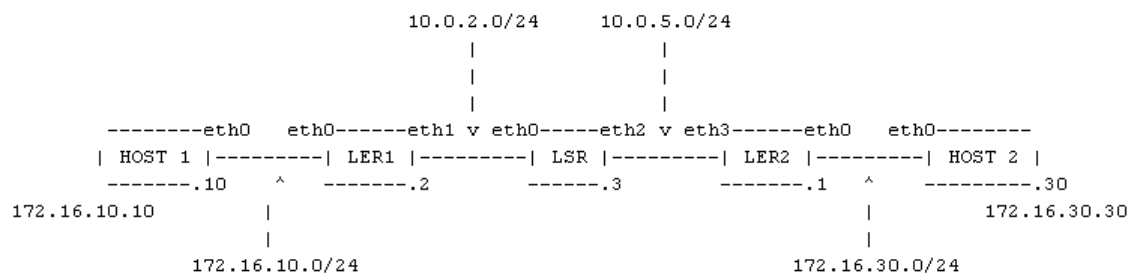 10.0.2.0/24 10.0.5.0/24
|                |
|                |
|                |
--------eth0 eth0------eth1 v eth0-----eth2 v eth3------eth0 eth0--------
| HOST 1 |---------| LER1 |---------| LSR |---------| LER2 |---------| HOST 2 |
-------.10 ^ -------.2 ------.3 -------.1 ^ ---------.30
172.16.10.10 | | 172.16.30.30
| |
172.16.10.0/24 172.16.30.0/24